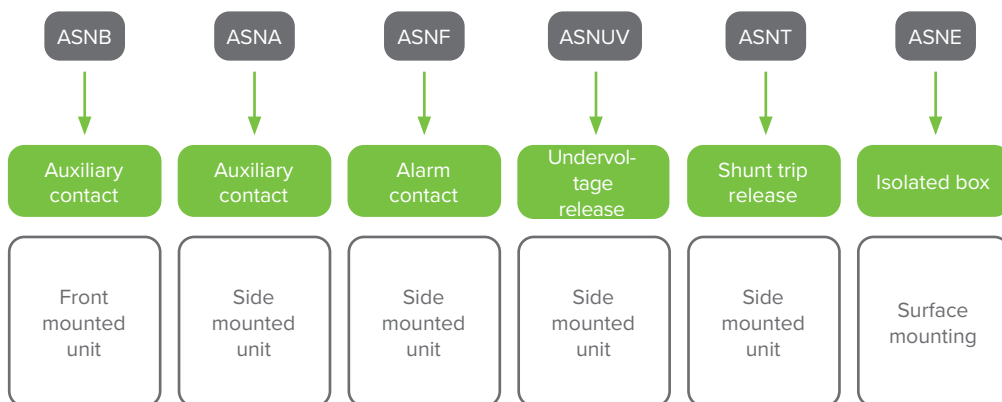 ASNB
ASNA
ASNF
ASNUV
ASNT
ASNE
Auxiliary
contact
Auxiliary
contact
Alarm
contact
Undervol-
tage
release
Shunt trip
release
Isolated box
Front
mounted
unit
Side
mounted
unit
Side
mounted
unit
Side
mounted
unit
Side
mounted
unit
Surface
mounting